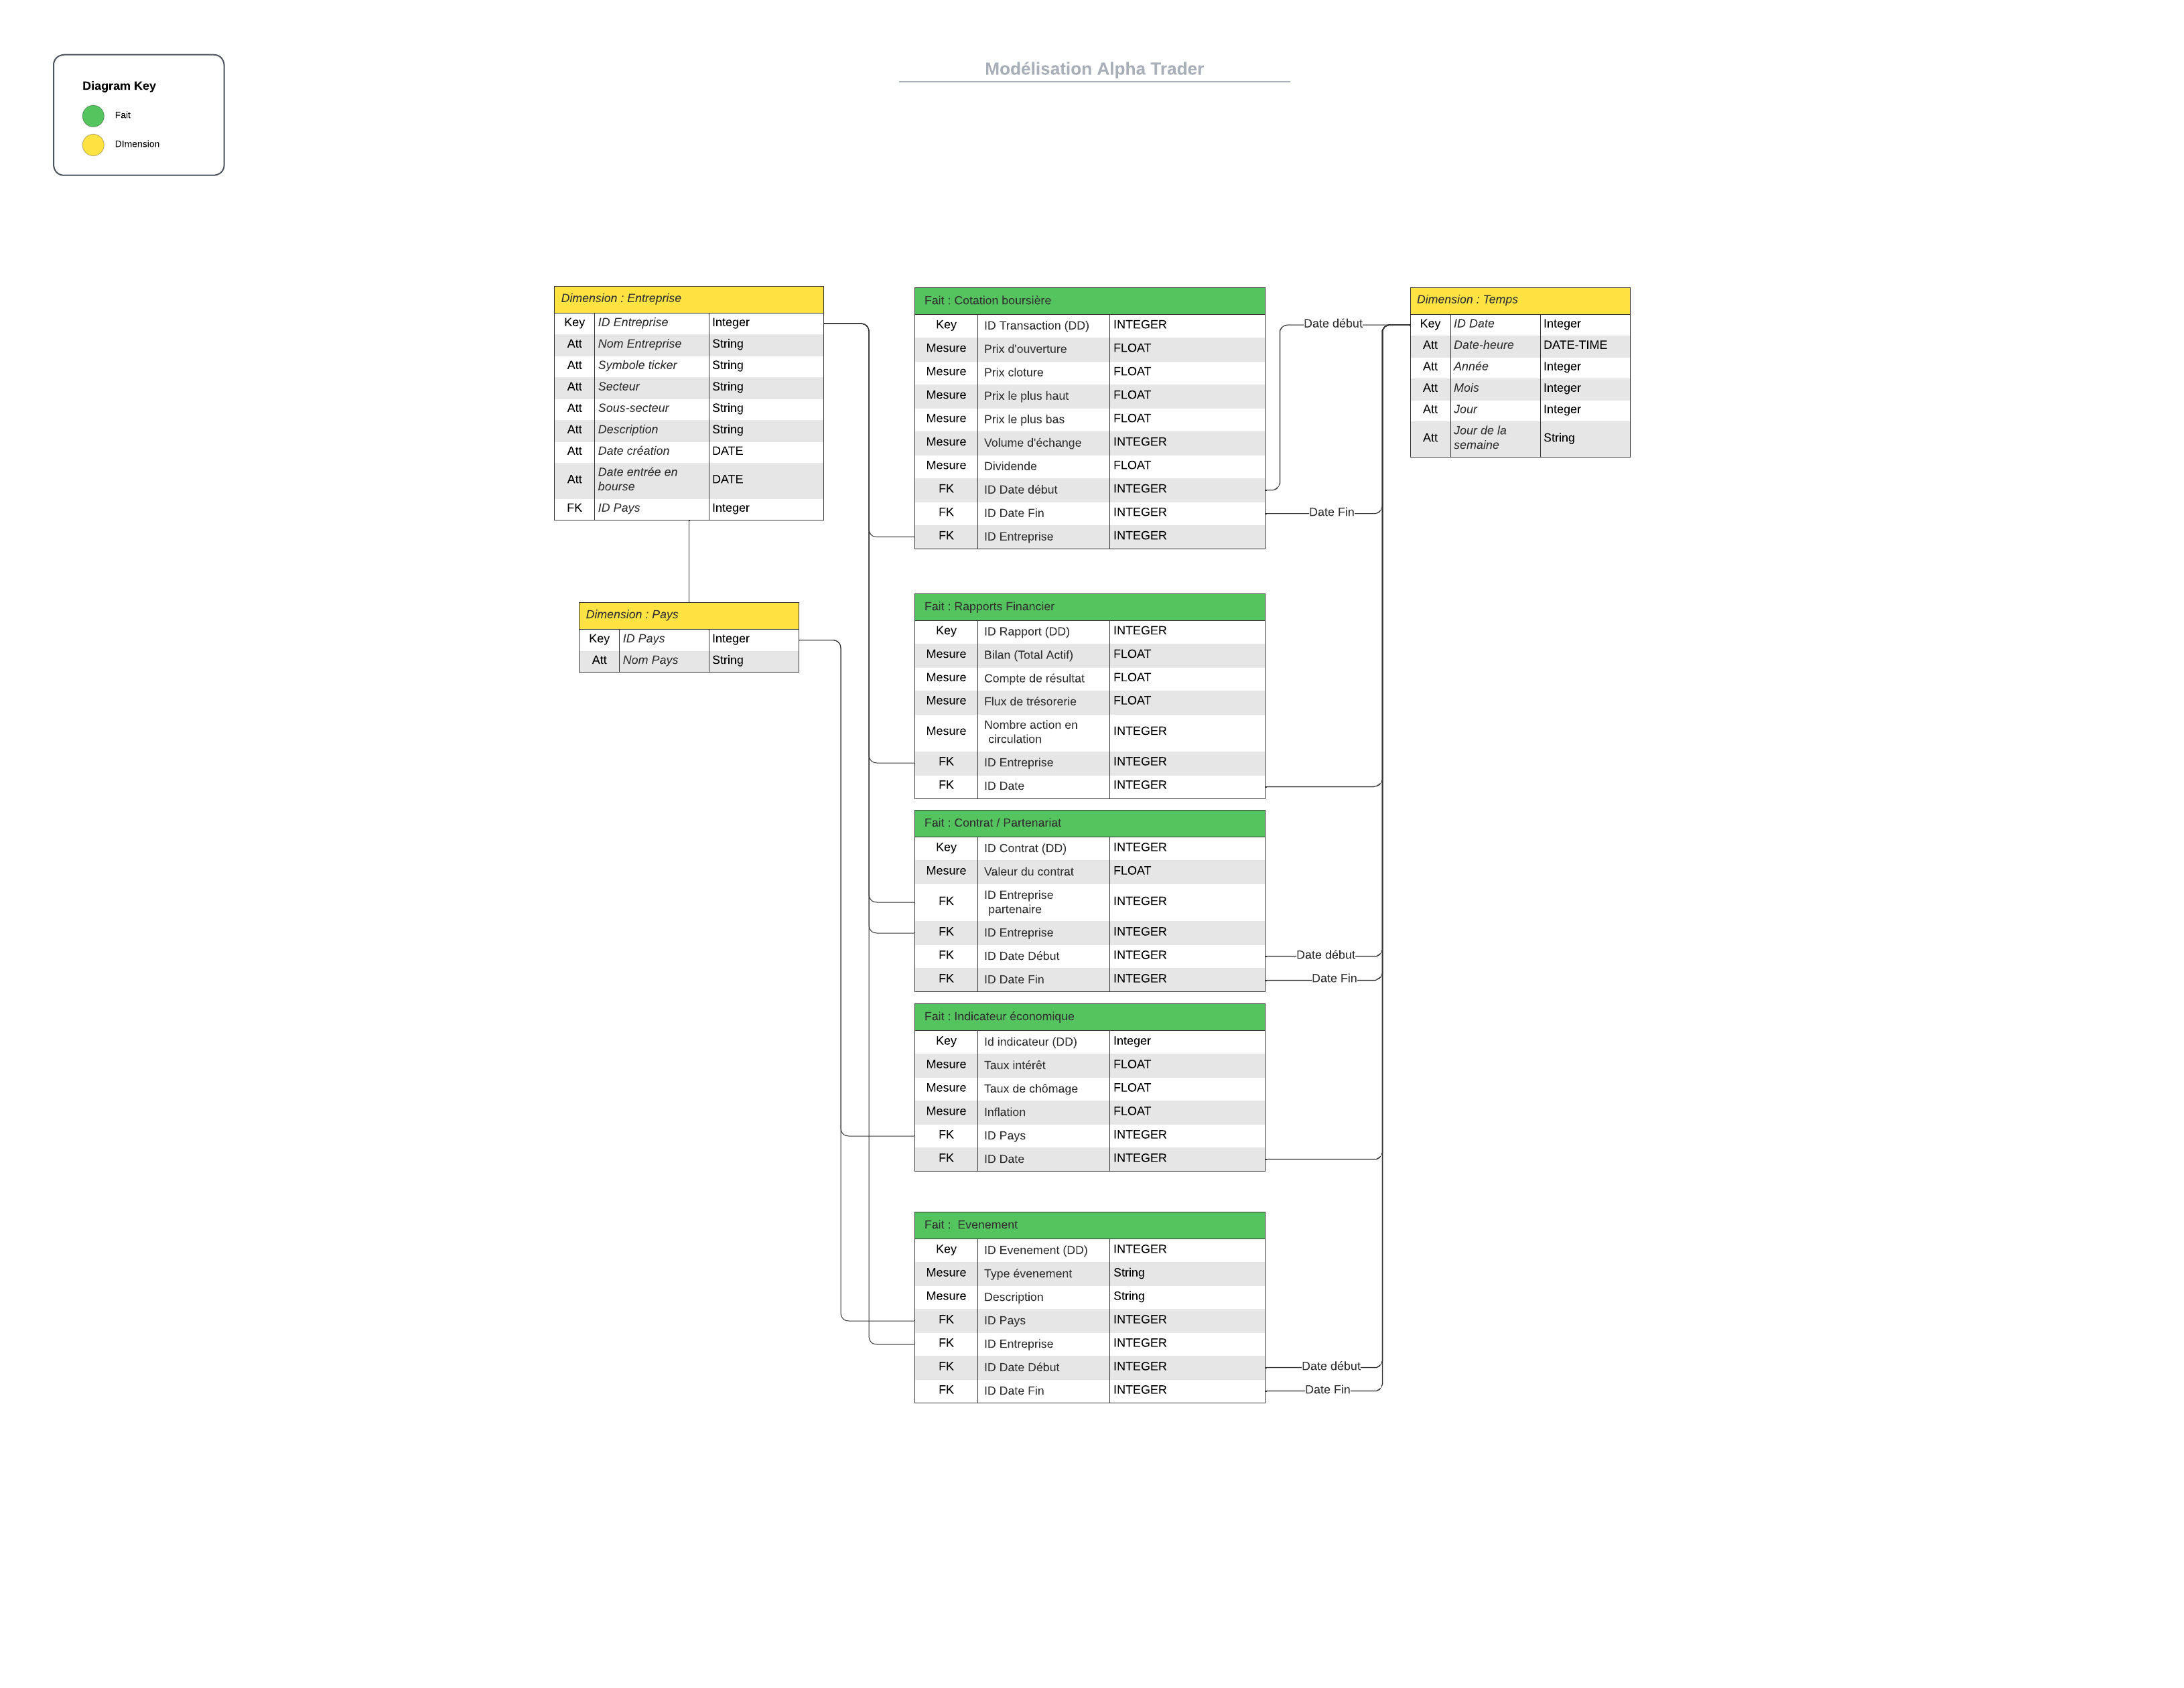 Modélisation Alpha Trader
Diagram Key
Fait
DImension
Dimension : Entreprise
Key ID Entreprise Integer
Att Nom Entreprise String
Att Symbole ticker String
Att Secteur String
Att Sous-secteur String
Att Description String
Att Date création DATE
Att Date entrée en DATE
bourse
FK ID Pays Integer
Dimension : Pays
Key ID Pays Integer
Att Nom Pays String
Fait : Cotation boursière
Key ID Transaction (DD) INTEGER
Mesure Prix d'ouverture FLOAT
Mesure Prix cloture FLOAT
Mesure Prix le plus haut FLOAT
Mesure Prix le plus bas FLOAT
Mesure Volume d'échange INTEGER
Mesure Dividende FLOAT
FK ID Date début INTEGER
FK ID Date Fin INTEGER
FK ID Entreprise INTEGER
Date début
Date Fin
Dimension : Temps
Key ID Date Integer
Att Date-heure DATE-TIME
Att Année Integer
Att Mois Integer
Att Jour Integer
Att Jour de la String
semaine
Fait : Rapports Financier
Key ID Rapport (DD) INTEGER
Mesure Bilan (Total Actif) FLOAT
Mesure Compte de résultat FLOAT
Mesure Flux de trésorerie FLOAT
Mesure Nombre action en INTEGER
circulation
FK ID Entreprise INTEGER
FK ID Date INTEGER
Fait : Contrat / Partenariat
Key ID Contrat (DD) INTEGER
Mesure Valeur du contrat FLOAT
FK ID Entreprise INTEGER
partenaire
FK ID Entreprise INTEGER
FK ID Date Début INTEGER
FK ID Date Fin INTEGER
Date début
Date Fin
Fait : Indicateur économique
Key Id indicateur (DD) Integer
Mesure Taux intérêt FLOAT
Mesure Taux de chômage FLOAT
Mesure Inflation FLOAT
FK ID Pays INTEGER
FK ID Date INTEGER
Fait : Evenement
Key ID Evenement (DD) INTEGER
Mesure Type évenement String
Mesure Description String
FK ID Pays INTEGER
FK ID Entreprise INTEGER
FK ID Date Début INTEGER
FK ID Date Fin INTEGER
Date début
Date Fin